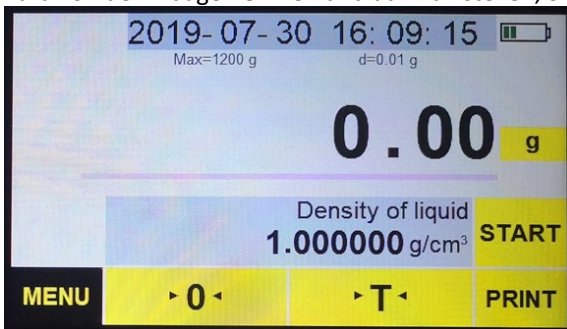 2019-07-30 16:09:15
Max=1200 g d=0.01 g
0.00 g
Density of liquid
1.000000 g/cm³
START
MENU ▸0◂ ▸T◂ PRINT